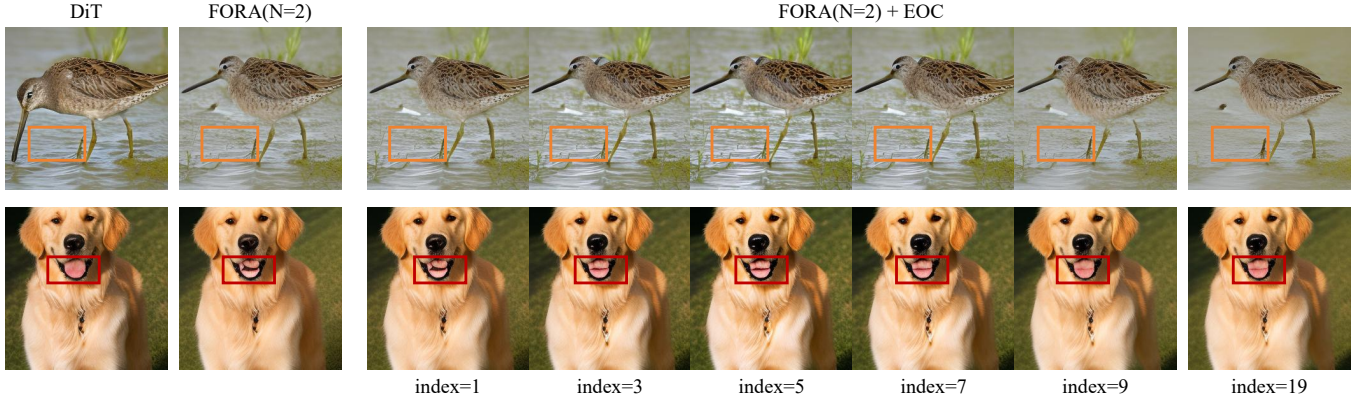 DiT
FORA(N=2)
FORA(N=2) + EOC
index=1
index=3
index=5
index=7
index=9
index=19